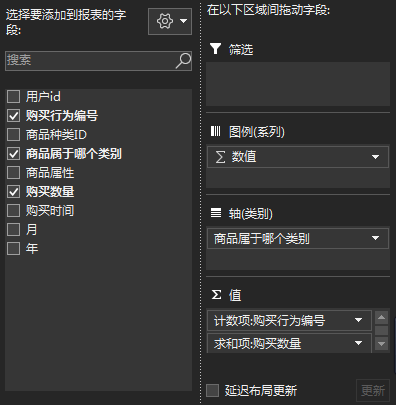 选择要添加到报表的字
段:
搜索
用户id
购买行为编号
商品种类ID
商品属于哪个类别
商品属性
购买数量
购买时间
月
年
在以下区域间拖动字段:
筛选
图例(系列)
Σ 数值
轴(类别)
商品属于哪个类别
Σ 值
计数项:购买行为编号
求和项:购买数量
延迟布局更新
更新